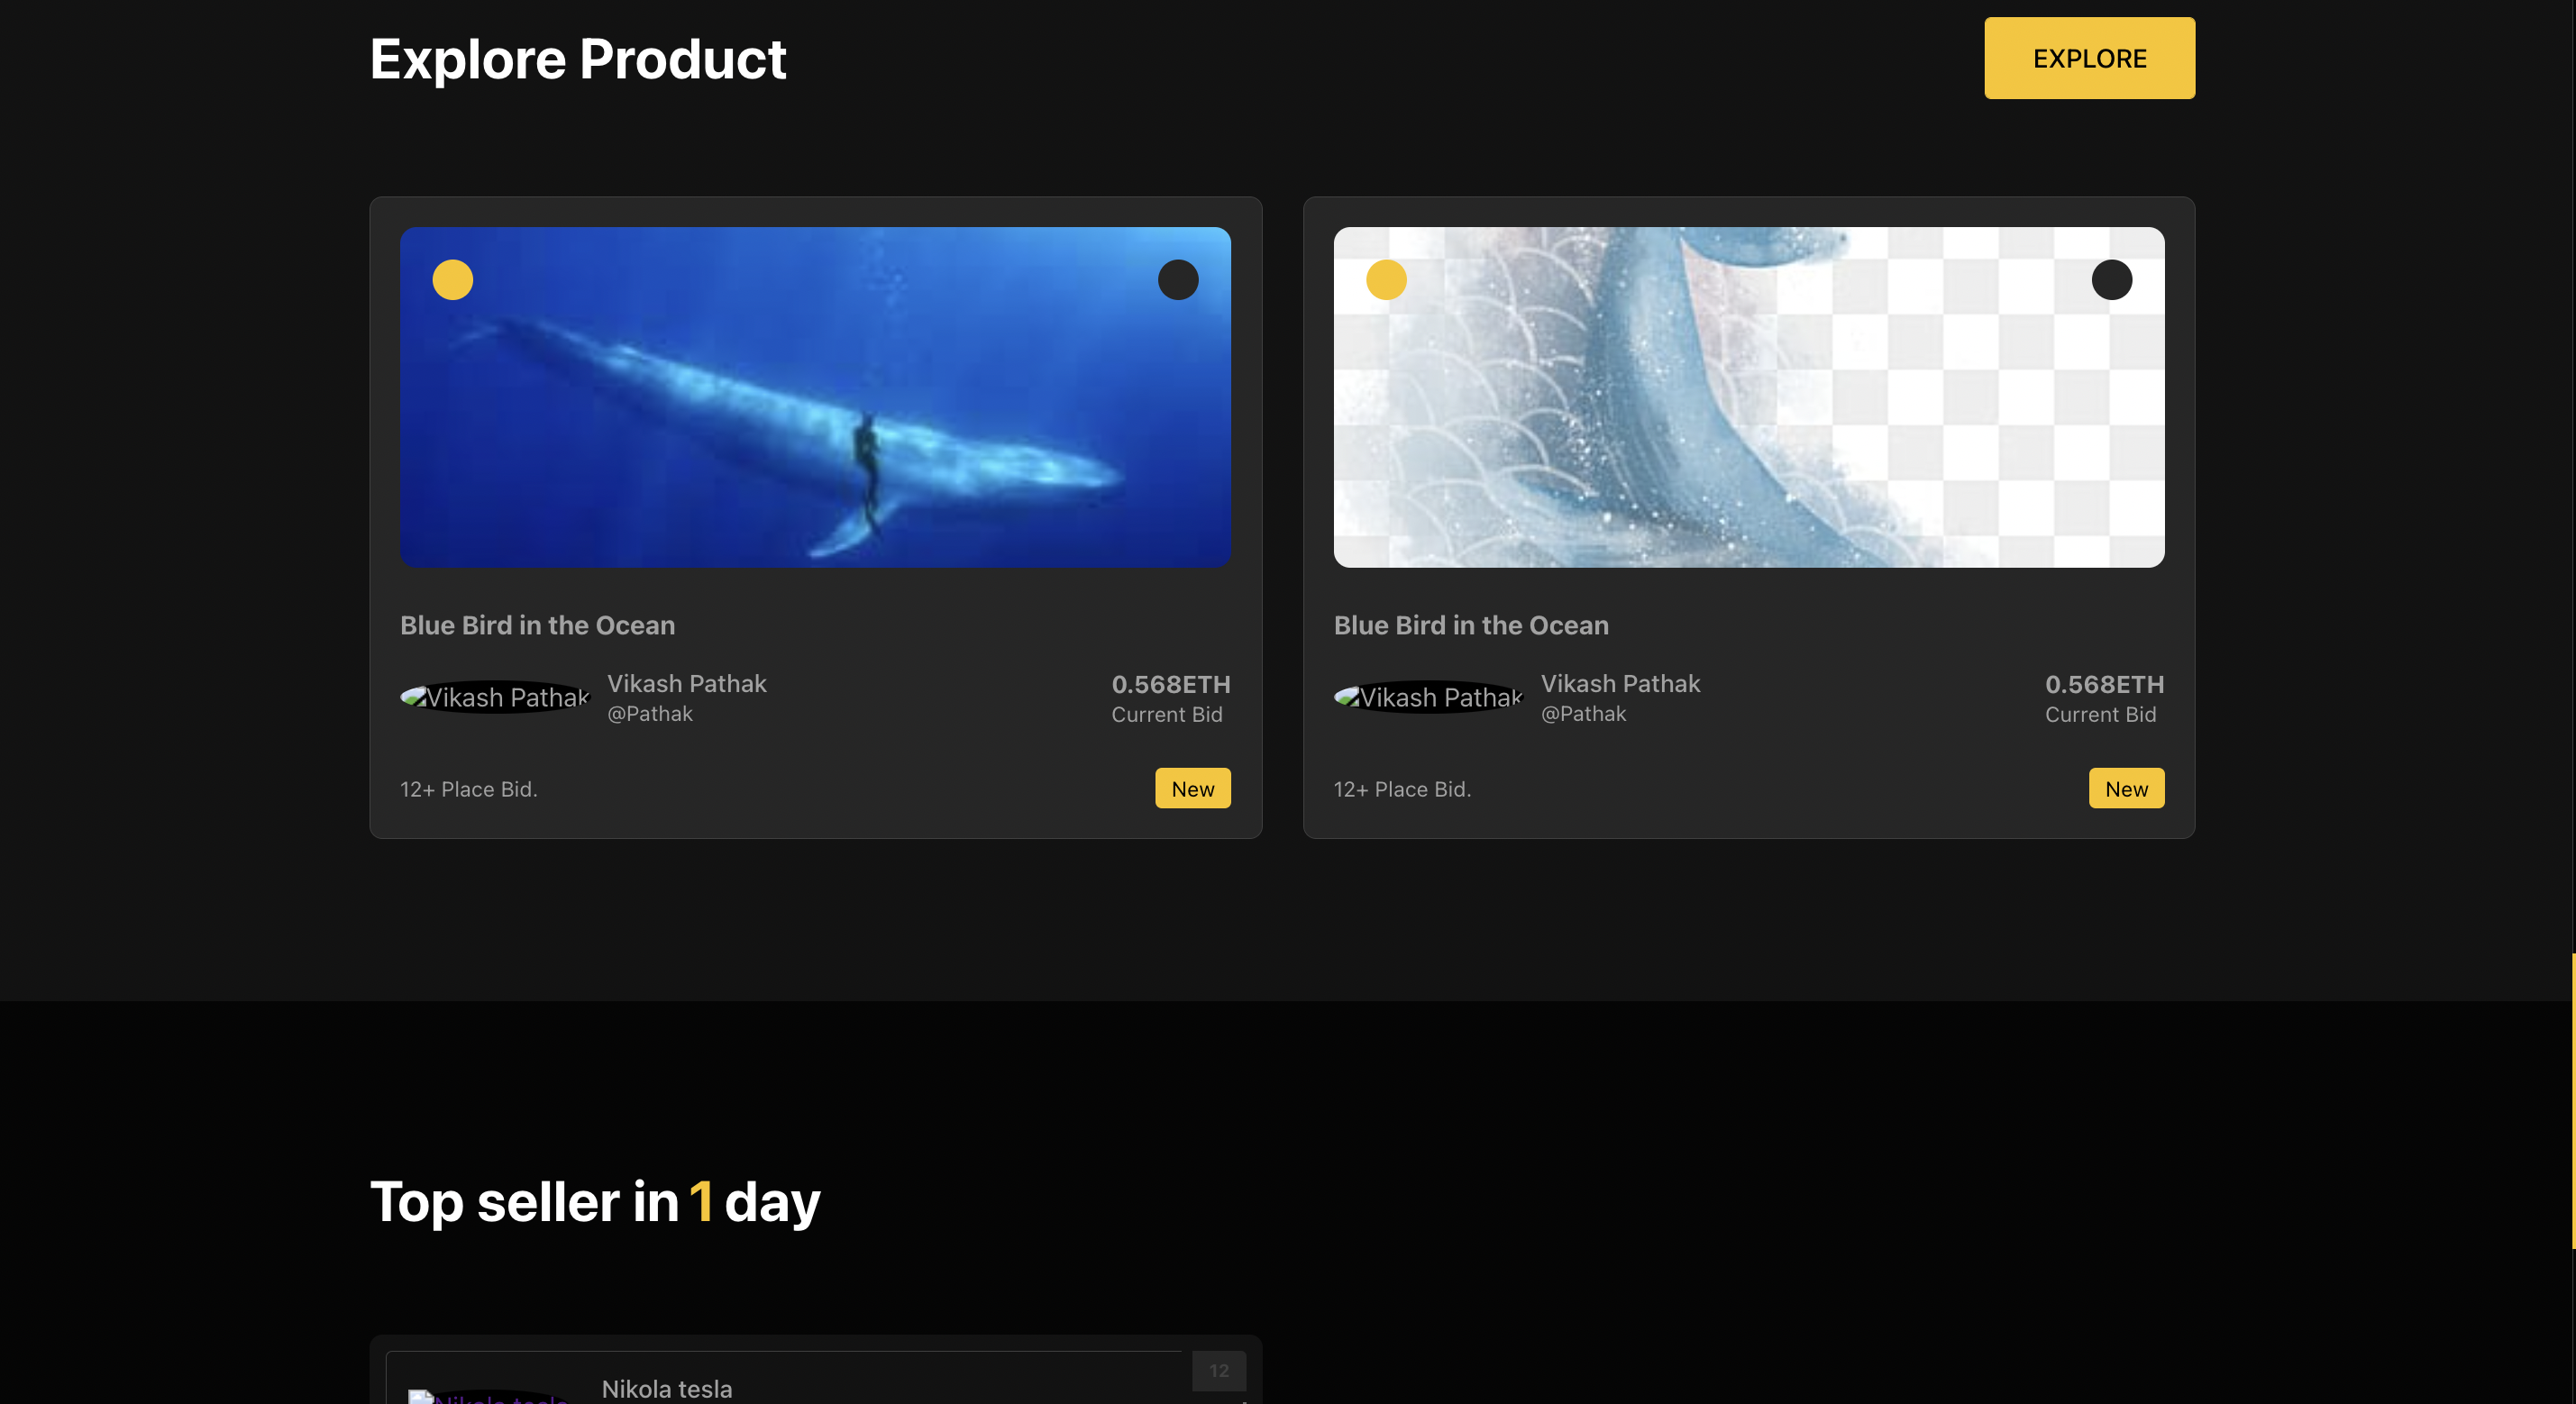 Explore Product
EXPLORE
Blue Bird in the Ocean
Vikash Pathak
Vikash Pathak
@Pathak
0.568ETH
Current Bid
12+ Place Bid.
New
Blue Bird in the Ocean
Vikash Pathak
Vikash Pathak
@Pathak
0.568ETH
Current Bid
12+ Place Bid.
New
Top seller in 1 day
12
Nikola tesla
Nikola tesla